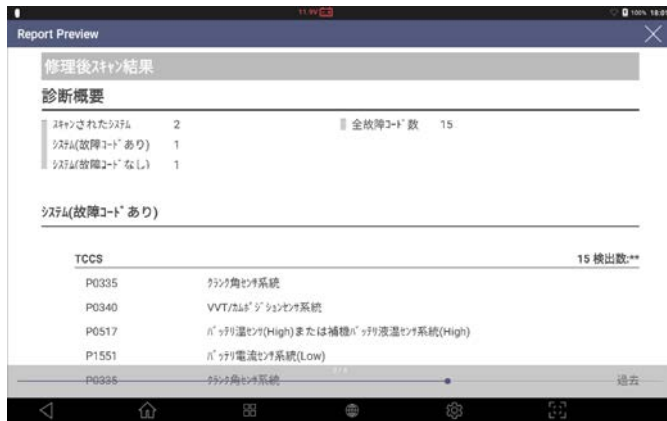 11.9V
100% 18:01
Report Preview
修理後ｽｷｬﾝ結果
診断概要
ｽｷｬﾝされたｼｽﾃﾑ 2 全故障ｺｰﾄﾞ数 15
ｼｽﾃﾑ(故障ｺｰﾄﾞあり) 1
ｼｽﾃﾑ(故障ｺｰﾄﾞなし) 1
ｼｽﾃﾑ(故障ｺｰﾄﾞあり)
TCCS 15 検出数:**
P0335 ｸﾗﾝｸ角ｾﾝｻ系統
P0340 VVT/ｶﾑﾎﾟｼﾞｼｮﾝｾﾝｻ系統
P0517 ﾊﾞｯﾃﾘ温ｾﾝｻ(High)または補機ﾊﾞｯﾃﾘ液温ｾﾝｻ系統(High)
P1551 ﾊﾞｯﾃﾘ電流ｾﾝｻ系統(Low)
P0335 ｸﾗﾝｸ角ｾﾝｻ系統 過去